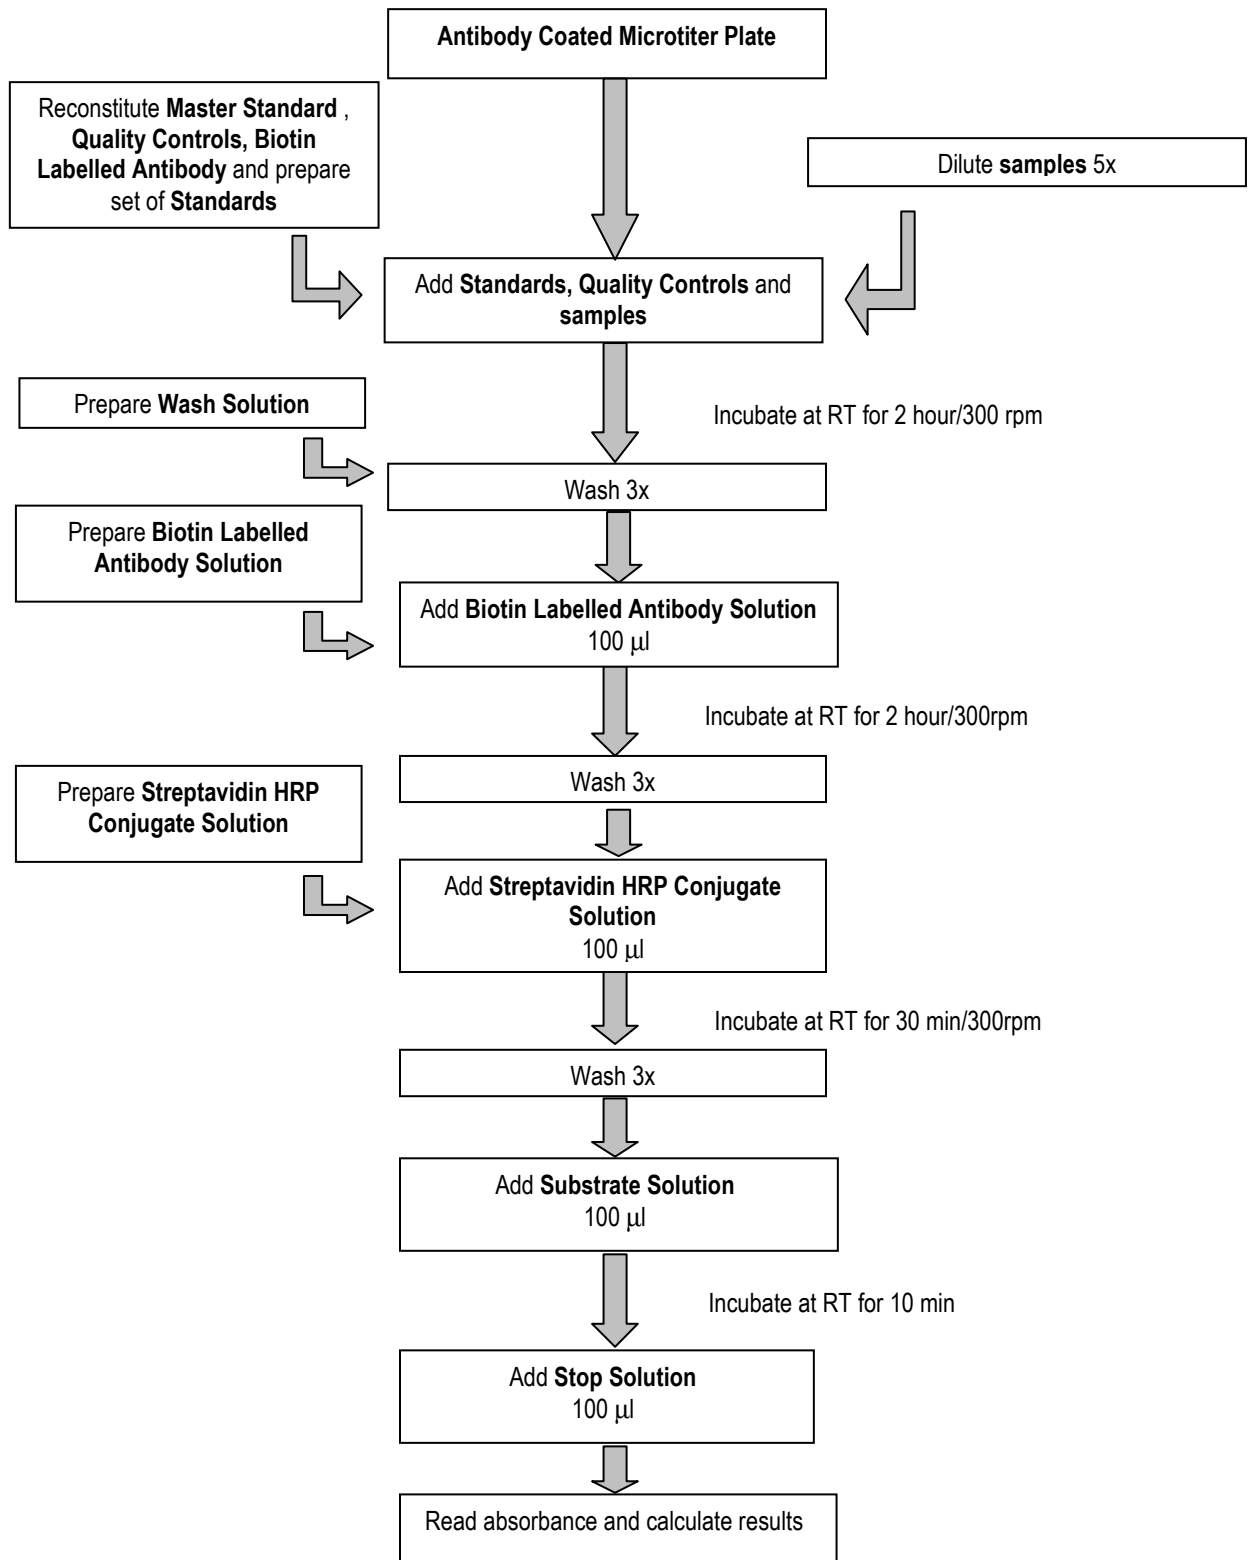 Antibody Coated Microtiter Plate
Reconstitute Master Standard ,
Quality Controls, Biotin
Labelled Antibody and prepare
set of Standards
Dilute samples 5x
Add Standards, Quality Controls and
samples
Prepare Wash Solution
Incubate at RT for 2 hour/300 rpm
Wash 3x
Prepare Biotin Labelled
Antibody Solution
Add Biotin Labelled Antibody Solution
100 μl
Incubate at RT for 2 hour/300rpm
Wash 3x
Prepare Streptavidin HRP
Conjugate Solution
Add Streptavidin HRP Conjugate
Solution
100 μl
Incubate at RT for 30 min/300rpm
Wash 3x
Add Substrate Solution
100 μl
Incubate at RT for 10 min
Add Stop Solution
100 μl
Read absorbance and calculate results